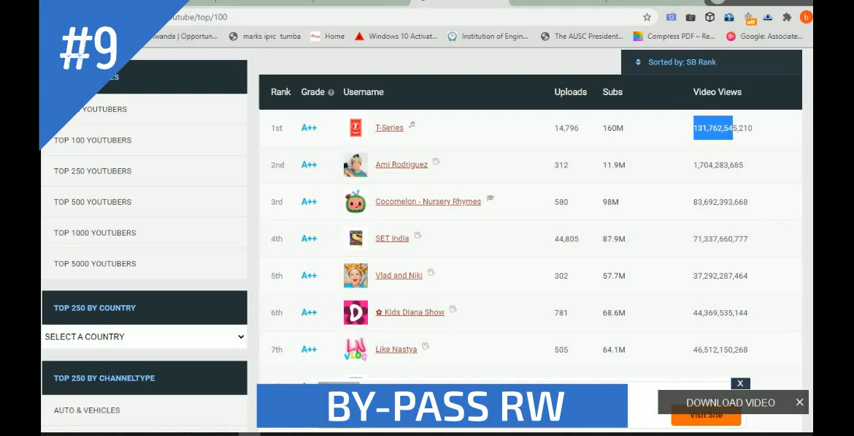 #9
utube/top/100
wanda | Opportun...
marks iprc tumba
Home
Windows 10 Activat...
Institution of Engin...
The AUSC President...
Compress PDF – Re...
Google: Associate...
Sorted by: SB Rank
ES
YOUTUBERS
TOP 100 YOUTUBERS
TOP 250 YOUTUBERS
TOP 500 YOUTUBERS
TOP 1000 YOUTUBERS
TOP 5000 YOUTUBERS
TOP 250 BY COUNTRY
SELECT A COUNTRY
TOP 250 BY CHANNELTYPE
AUTO & VEHICLES
Rank Grade Username Uploads Subs Video Views
1st A++ T-Series 14,796 160M 131,762,545,210
2nd A++ Ami Rodriguez 312 11.9M 1,704,283,685
3rd A++ Cocomelon - Nursery Rhymes 580 98M 83,692,393,668
4th A++ SET India 44,805 87.9M 71,337,660,777
5th A++ Vlad and Niki 302 57.7M 37,292,287,464
6th A++ ✿ Kids Diana Show 781 68.6M 44,369,535,144
7th A++ Like Nastya 505 64.1M 46,512,150,268
X
BY-PASS RW
DOWNLOAD VIDEO
Visit Site